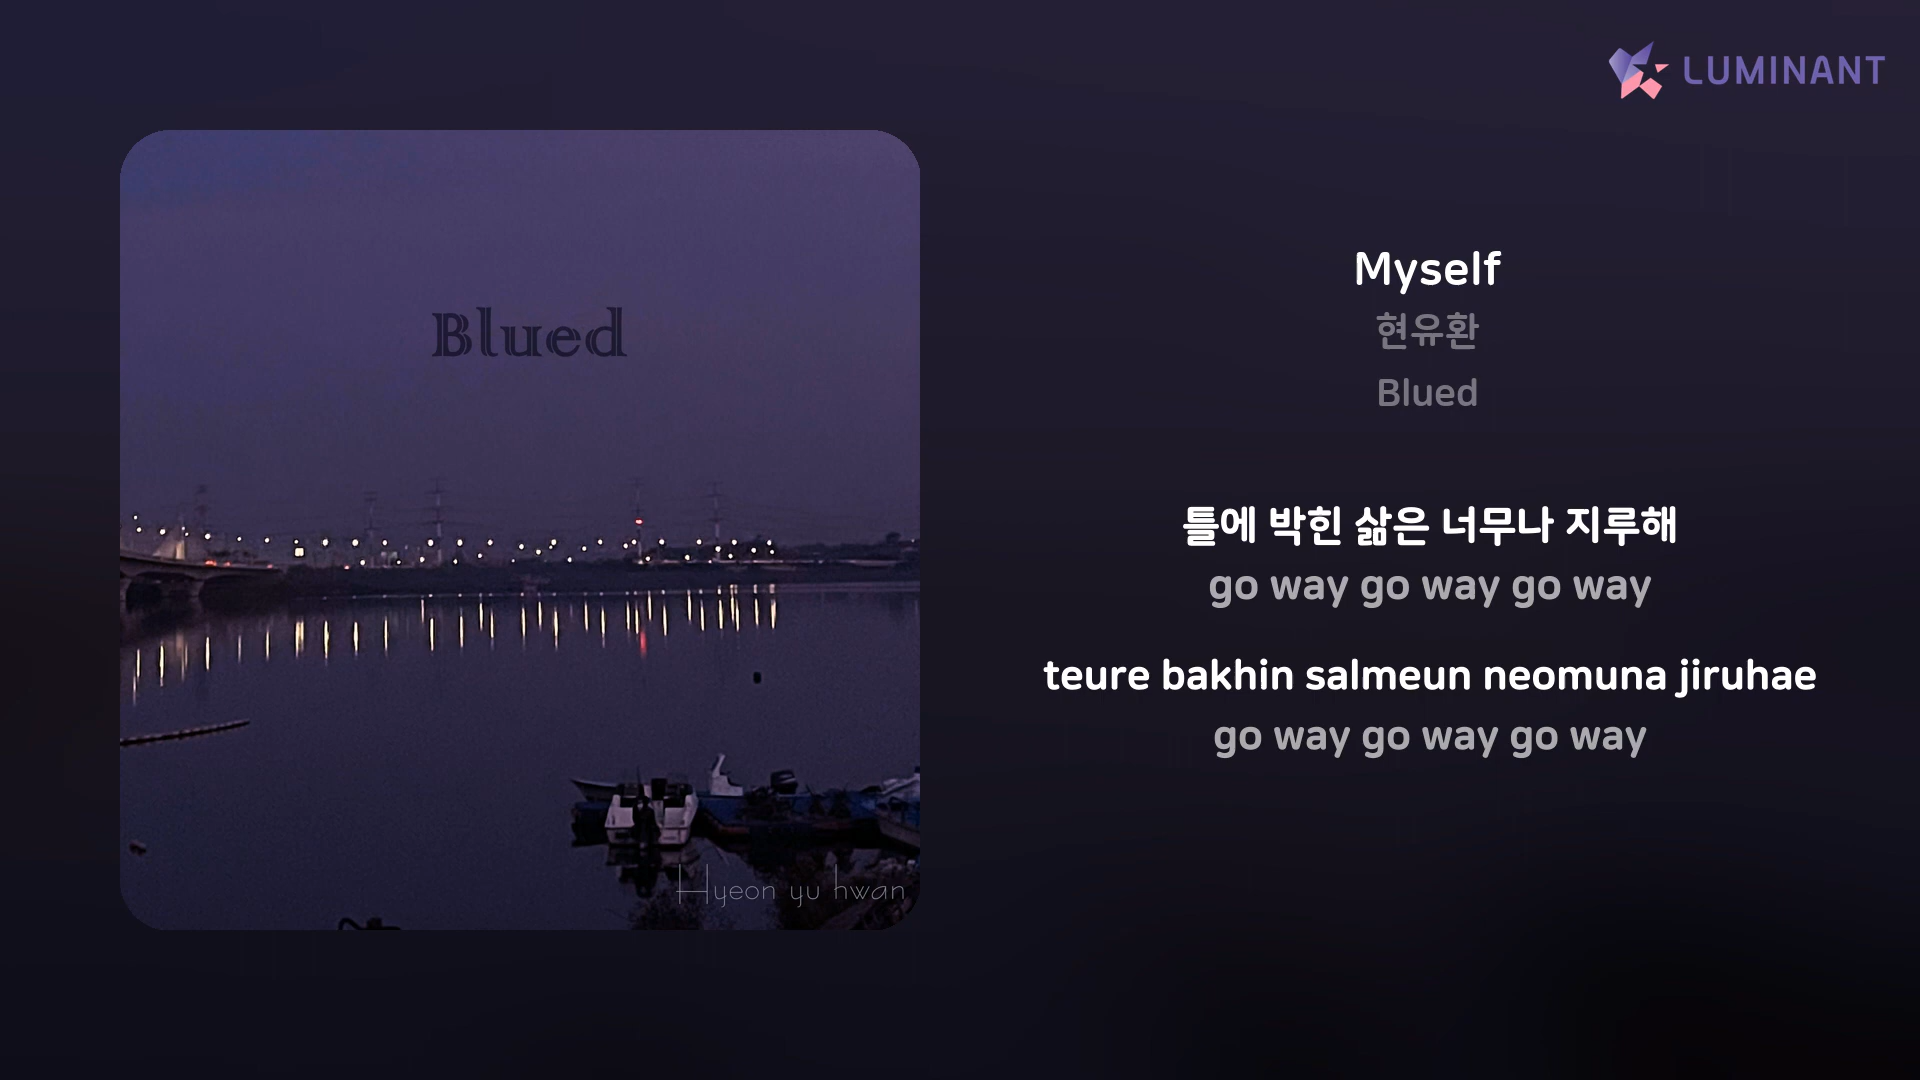 LUMINANT
Blued
Hyeon yu hwan
Myself
현유환
Blued
틀에 박힌 삶은 너무나 지루해
go way go way go way
teure bakhin salmeun neomuna jiruhae
go way go way go way